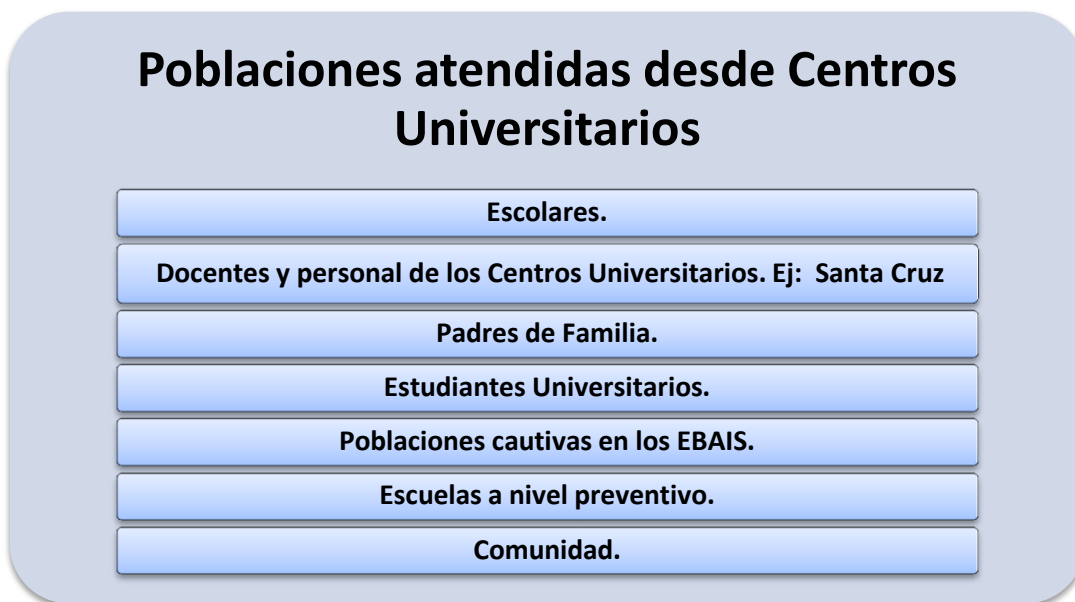 Poblaciones atendidas desde Centros
Universitarios
Escolares.
Docentes y personal de los Centros Universitarios. Ej:  Santa Cruz
Padres de Familia.
Estudiantes Universitarios.
Poblaciones cautivas en los EBAIS.
Escuelas a nivel preventivo.
Comunidad.